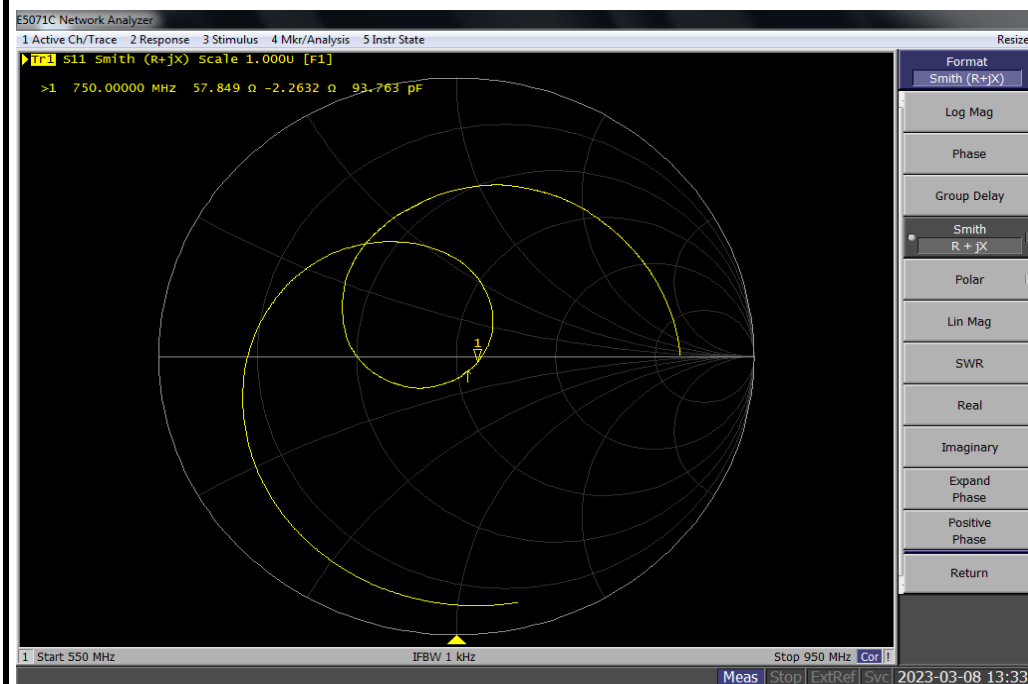 E5071C Network Analyzer
1 Active Ch/Trace 2 Response 3 Stimulus 4 Mkr/Analysis 5 Instr State
Resize
Tr1 S11 Smith (R+jX) Scale 1.000U [F1]
>1 750.00000 MHz 57.849 Ω -2.2632 Ω 93.763 pF
1
Format
Smith (R+jX)
Log Mag
Phase
Group Delay
Smith
R + jX
Polar
Lin Mag
SWR
Real
Imaginary
Expand
Phase
Positive
Phase
Return
1 Start 550 MHz IFBW 1 kHz Stop 950 MHz Cor !
Meas Stop ExtRef Svc 2023-03-08 13:33